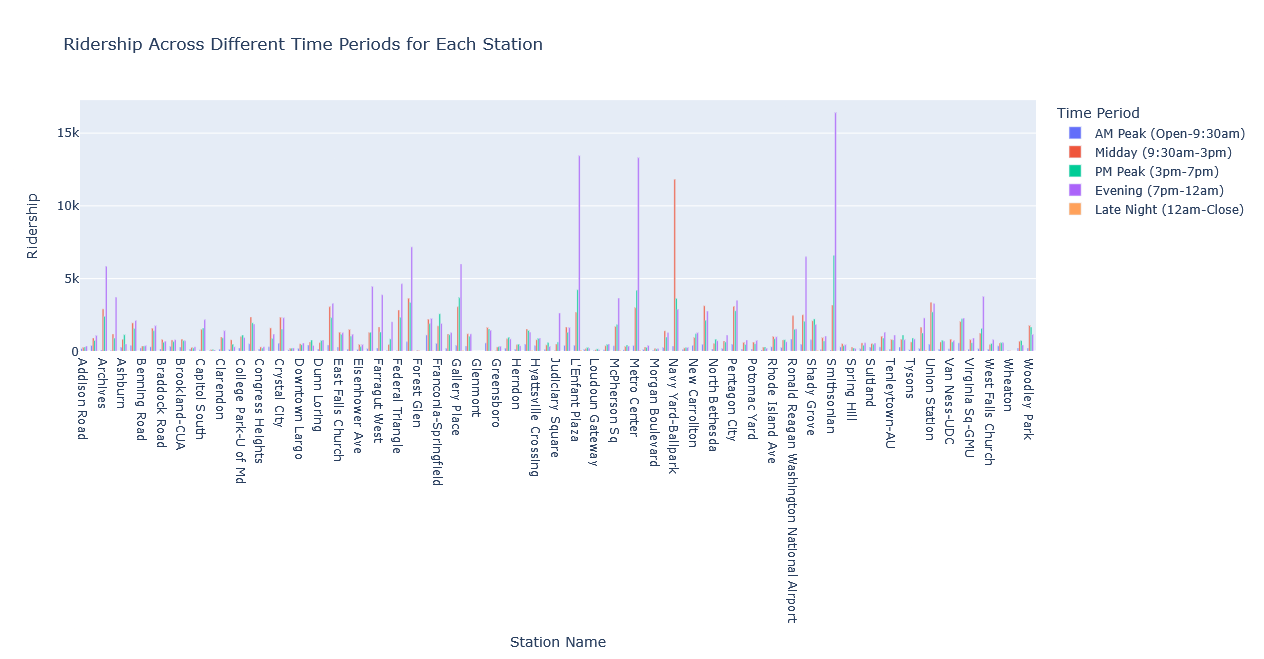 Ridership Across Different Time Periods for Each Station
Time Period
AM Peak (Open-9:30am)
Midday (9:30am-3pm)
PM Peak (3pm-7pm)
Evening (7pm-12am)
Late Night (12am-Close)
Ridership
15k
10k
5k
0
Addison Road
Archives
Ashburn
Benning Road
Braddock Road
Brookland-CUA
Capitol South
Clarendon
College Park-U of Md
Congress Heights
Crystal City
Downtown Largo
Dunn Loring
East Falls Church
Eisenhower Ave
Farragut West
Federal Triangle
Forest Glen
Franconia-Springfield
Gallery Place
Glenmont
Greensboro
Herndon
Hyattsville Crossing
Judiciary Square
L'Enfant Plaza
Loudoun Gateway
McPherson Sq
Metro Center
Morgan Boulevard
Navy Yard-Ballpark
New Carrollton
North Bethesda
Pentagon City
Potomac Yard
Rhode Island Ave
Ronald Reagan Washington National Airport
Shady Grove
Smithsonian
Spring Hill
Suitland
Tenleytown-AU
Tysons
Union Station
Van Ness-UDC
Virginia Sq-GMU
West Falls Church
Wheaton
Woodley Park
Station Name